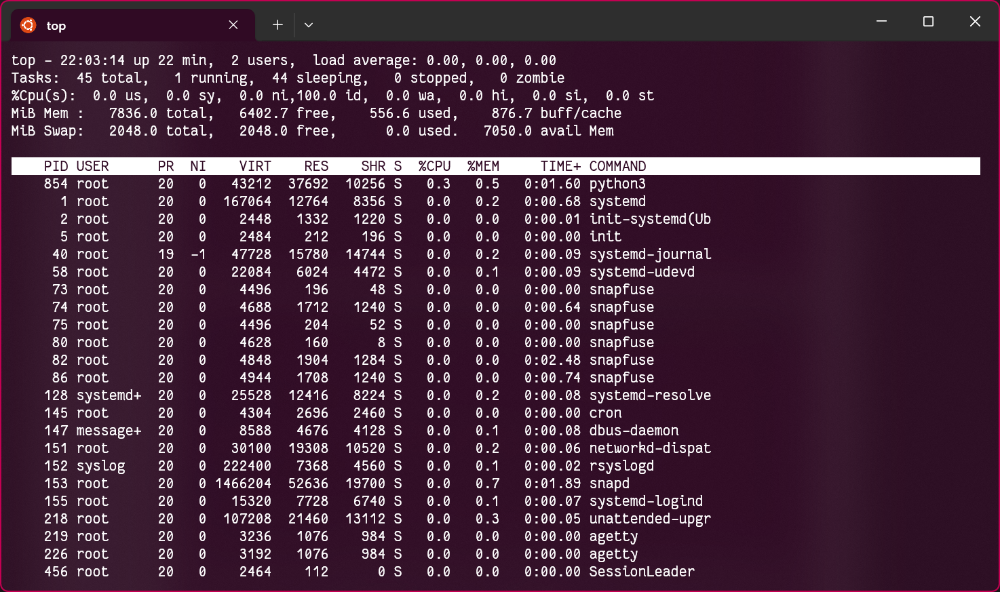 top
top - 22:03:14 up 22 min,  2 users,  load average: 0.00, 0.00, 0.00
Tasks:  45 total,   1 running,  44 sleeping,   0 stopped,   0 zombie
%Cpu(s):  0.0 us,  0.0 sy,  0.0 ni,100.0 id,  0.0 wa,  0.0 hi,  0.0 si,  0.0 st
MiB Mem :   7836.0 total,   6402.7 free,    556.6 used,    876.7 buff/cache
MiB Swap:   2048.0 total,   2048.0 free,      0.0 used.   7050.0 avail Mem
    PID USER      PR  NI    VIRT    RES    SHR S  %CPU  %MEM     TIME+ COMMAND
    854 root      20   0   43212  37692  10256 S   0.3   0.5   0:01.60 python3
      1 root      20   0  167064  12764   8356 S   0.0   0.2   0:00.68 systemd
      2 root      20   0    2448   1332   1220 S   0.0   0.0   0:00.01 init-systemd(Ub
      5 root      20   0    2484    212    196 S   0.0   0.0   0:00.00 init
     40 root      19  -1   47728  15780  14744 S   0.0   0.2   0:00.09 systemd-journal
     58 root      20   0   22084   6024   4472 S   0.0   0.1   0:00.09 systemd-udevd
     73 root      20   0    4496    196     48 S   0.0   0.0   0:00.00 snapfuse
     74 root      20   0    4688   1712   1240 S   0.0   0.0   0:00.64 snapfuse
     75 root      20   0    4496    204     52 S   0.0   0.0   0:00.00 snapfuse
     80 root      20   0    4628    160      8 S   0.0   0.0   0:00.00 snapfuse
     82 root      20   0    4848   1904   1284 S   0.0   0.0   0:02.48 snapfuse
     86 root      20   0    4944   1708   1240 S   0.0   0.0   0:00.74 snapfuse
    128 systemd+  20   0   25528  12416   8224 S   0.0   0.2   0:00.08 systemd-resolve
    145 root      20   0    4304   2696   2460 S   0.0   0.0   0:00.00 cron
    147 message+  20   0    8588   4676   4128 S   0.0   0.1   0:00.08 dbus-daemon
    151 root      20   0   30100  19308  10520 S   0.0   0.2   0:00.06 networkd-dispat
    152 syslog    20   0  222400   7368   4560 S   0.0   0.1   0:00.02 rsyslogd
    153 root      20   0 1466204  52636  19700 S   0.0   0.7   0:01.89 snapd
    155 root      20   0   15320   7728   6740 S   0.0   0.1   0:00.07 systemd-logind
    218 root      20   0  107208  21460  13112 S   0.0   0.3   0:00.05 unattended-upgr
    219 root      20   0    3236   1076    984 S   0.0   0.0   0:00.00 agetty
    226 root      20   0    3192   1076    984 S   0.0   0.0   0:00.00 agetty
    456 root      20   0    2464    112      0 S   0.0   0.0   0:00.00 SessionLeader